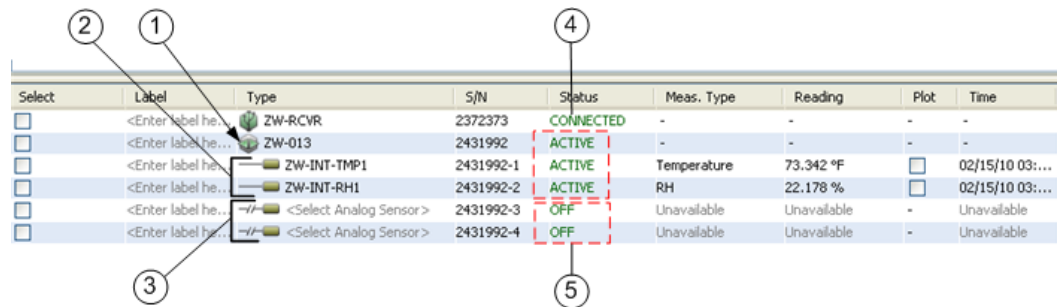 2 1 4
Select Label Type S/N Status Meas. Type Reading Plot Time
<Enter label he... ZW-RCVR 2372373 CONNECTED - - - -
<Enter label he... ZW-013 2431992 ACTIVE - - - -
<Enter label he... ZW-INT-TMP1 2431992-1 ACTIVE Temperature 73.342 °F 02/15/10 03:...
<Enter label he... ZW-INT-RH1 2431992-2 ACTIVE RH 22.178 % 02/15/10 03:...
<Enter label he... <Select Analog Sensor> 2431992-3 OFF Unavailable Unavailable - Unavailable
<Enter label he... <Select Analog Sensor> 2431992-4 OFF Unavailable Unavailable - Unavailable
3 5